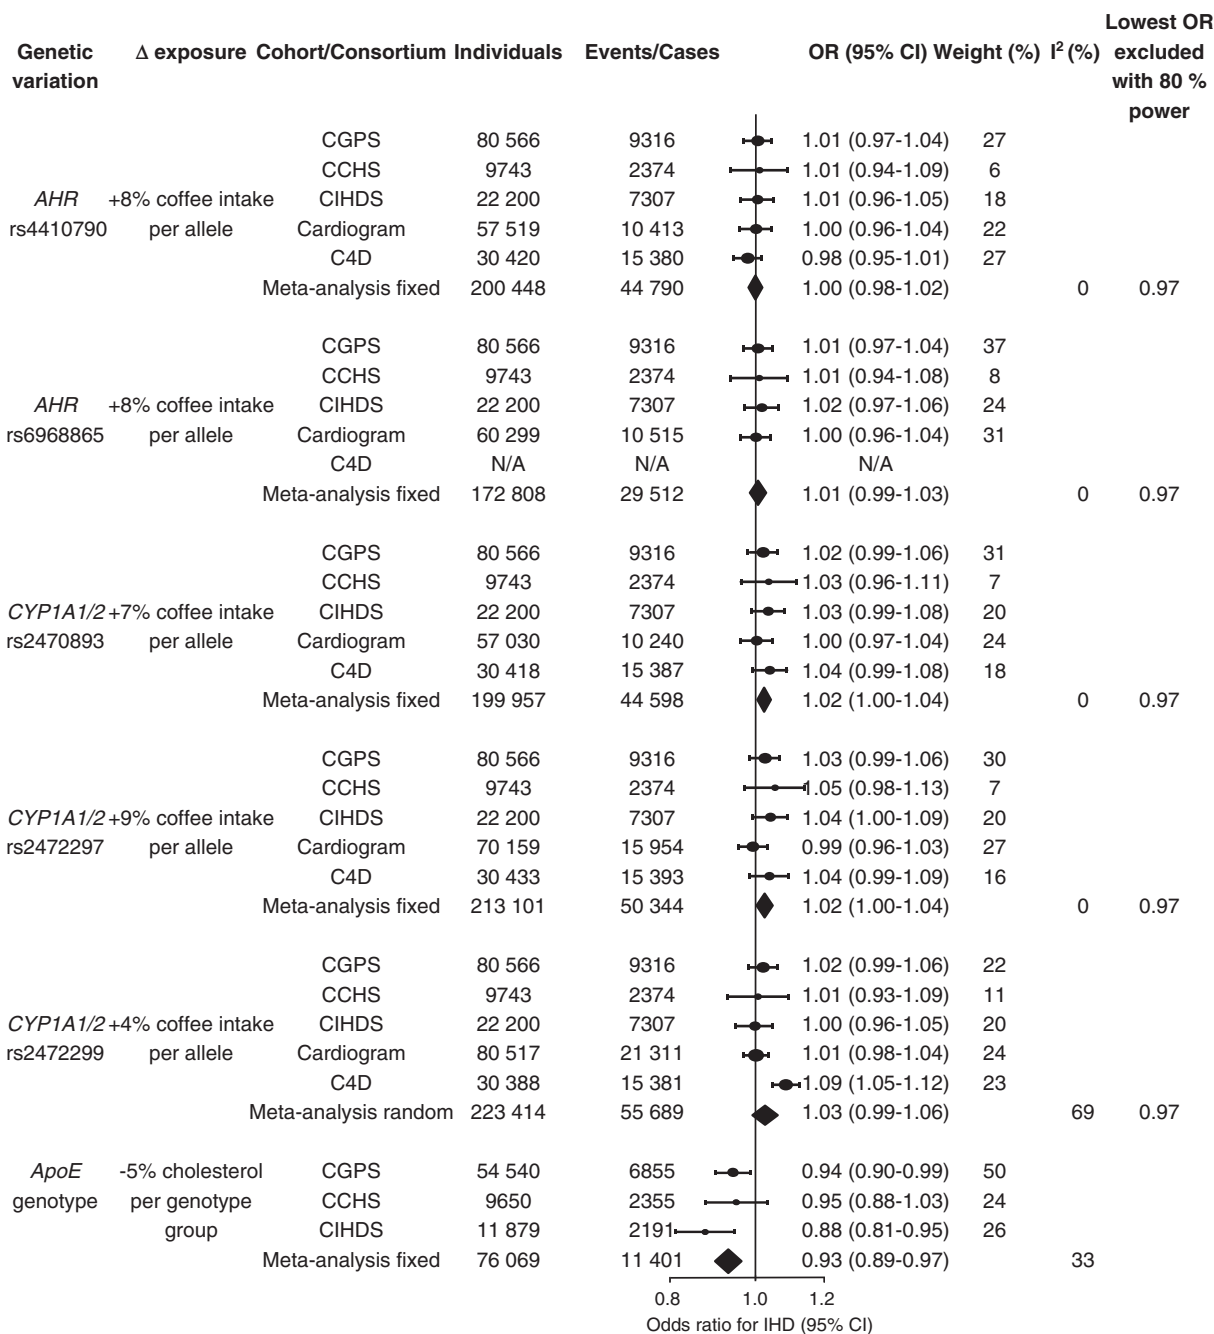 Lowest OR
Genetic Δ exposure Cohort/Consortium Individuals Events/Cases OR (95% CI) Weight (%) I² (%) excluded
variation with 80 %
power
CGPS 80 566 9316 1.01 (0.97-1.04) 27
CCHS 9743 2374 1.01 (0.94-1.09) 6
AHR +8% coffee intake CIHDS 22 200 7307 1.01 (0.96-1.05) 18
rs4410790 per allele Cardiogram 57 519 10 413 1.00 (0.96-1.04) 22
C4D 30 420 15 380 0.98 (0.95-1.01) 27
Meta-analysis fixed 200 448 44 790 1.00 (0.98-1.02) 0 0.97
CGPS 80 566 9316 1.01 (0.97-1.04) 37
CCHS 9743 2374 1.01 (0.94-1.08) 8
AHR +8% coffee intake CIHDS 22 200 7307 1.02 (0.97-1.06) 24
rs6968865 per allele Cardiogram 60 299 10 515 1.00 (0.96-1.04) 31
C4D N/A N/A N/A
Meta-analysis fixed 172 808 29 512 1.01 (0.99-1.03) 0 0.97
CGPS 80 566 9316 1.02 (0.99-1.06) 31
CCHS 9743 2374 1.03 (0.96-1.11) 7
CYP1A1/2 +7% coffee intake CIHDS 22 200 7307 1.03 (0.99-1.08) 20
rs2470893 per allele Cardiogram 57 030 10 240 1.00 (0.97-1.04) 24
C4D 30 418 15 387 1.04 (0.99-1.08) 18
Meta-analysis fixed 199 957 44 598 1.02 (1.00-1.04) 0 0.97
CGPS 80 566 9316 1.03 (0.99-1.06) 30
CCHS 9743 2374 1.05 (0.98-1.13) 7
CYP1A1/2 +9% coffee intake CIHDS 22 200 7307 1.04 (1.00-1.09) 20
rs2472297 per allele Cardiogram 70 159 15 954 0.99 (0.96-1.03) 27
C4D 30 433 15 393 1.04 (0.99-1.09) 16
Meta-analysis fixed 213 101 50 344 1.02 (1.00-1.04) 0 0.97
CGPS 80 566 9316 1.02 (0.99-1.06) 22
CCHS 9743 2374 1.01 (0.93-1.09) 11
CYP1A1/2 +4% coffee intake CIHDS 22 200 7307 1.00 (0.96-1.05) 20
rs2472299 per allele Cardiogram 80 517 21 311 1.01 (0.98-1.04) 24
C4D 30 388 15 381 1.09 (1.05-1.12) 23
Meta-analysis random 223 414 55 689 1.03 (0.99-1.06) 69 0.97
ApoE -5% cholesterol CGPS 54 540 6855 0.94 (0.90-0.99) 50
genotype per genotype CCHS 9650 2355 0.95 (0.88-1.03) 24
group CIHDS 11 879 2191 0.88 (0.81-0.95) 26
Meta-analysis fixed 76 069 11 401 0.93 (0.89-0.97) 33
0.8 1.0 1.2
Odds ratio for IHD (95% CI)